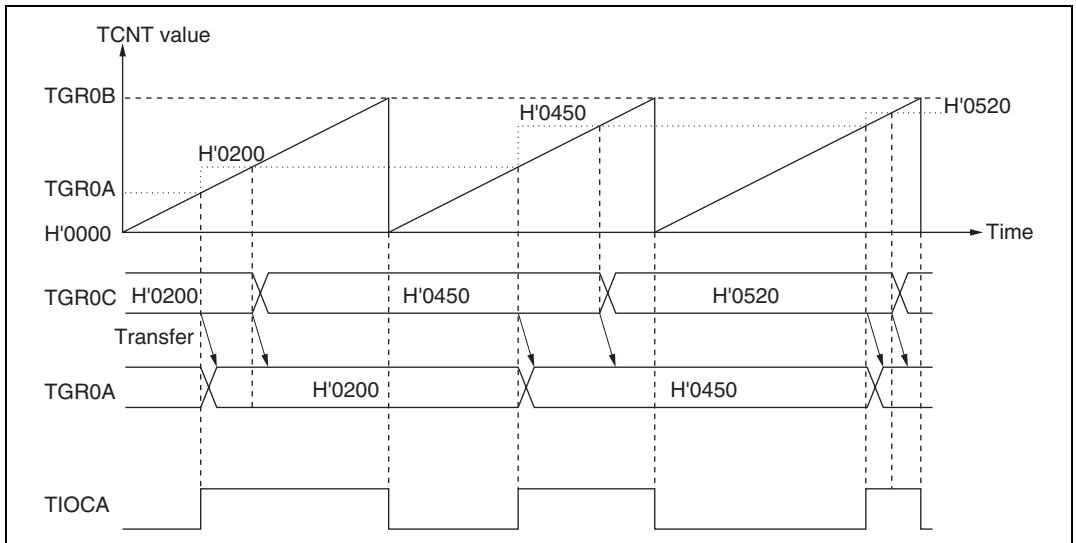 TCNT value
TGR0B
H'0520
H'0450
H'0200
TGR0A
H'0000
Time
TGR0C
H'0200
H'0450
H'0520
Transfer
TGR0A
H'0200
H'0450
TIOCA